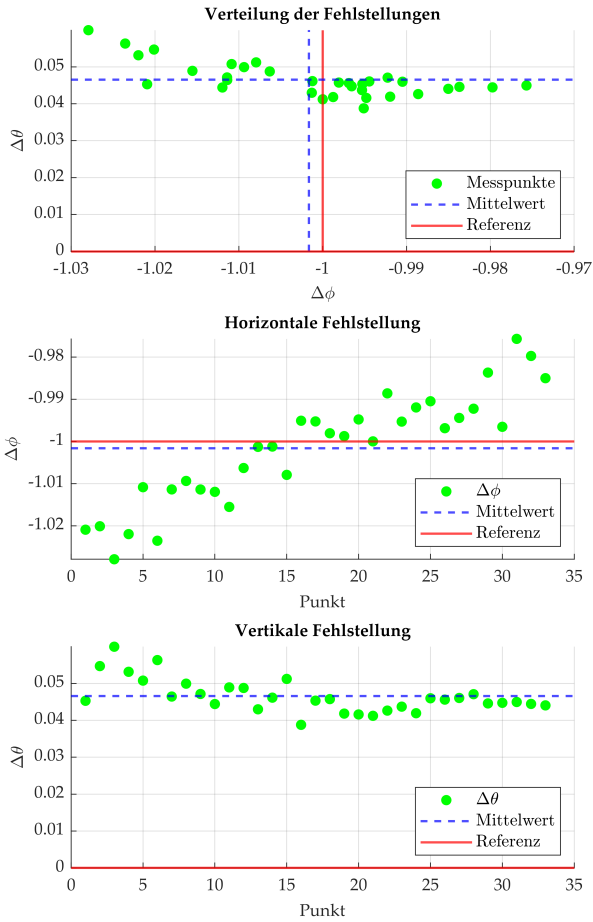 Verteilung der Fehlstellungen
0.05
0.04
0.03
0.02
0.01
0
Δθ
Messpunkte
Mittelwert
Referenz
-1.03 -1.02 -1.01 -1 -0.99 -0.98 -0.97
Δϕ
Horizontale Fehlstellung
-0.98
-0.99
-1
-1.01
-1.02
Δϕ
Δϕ
Mittelwert
Referenz
0 5 10 15 20 25 30 35
Punkt
Vertikale Fehlstellung
0.05
0.04
0.03
0.02
0.01
0
Δθ
Δθ
Mittelwert
Referenz
0 5 10 15 20 25 30 35
Punkt